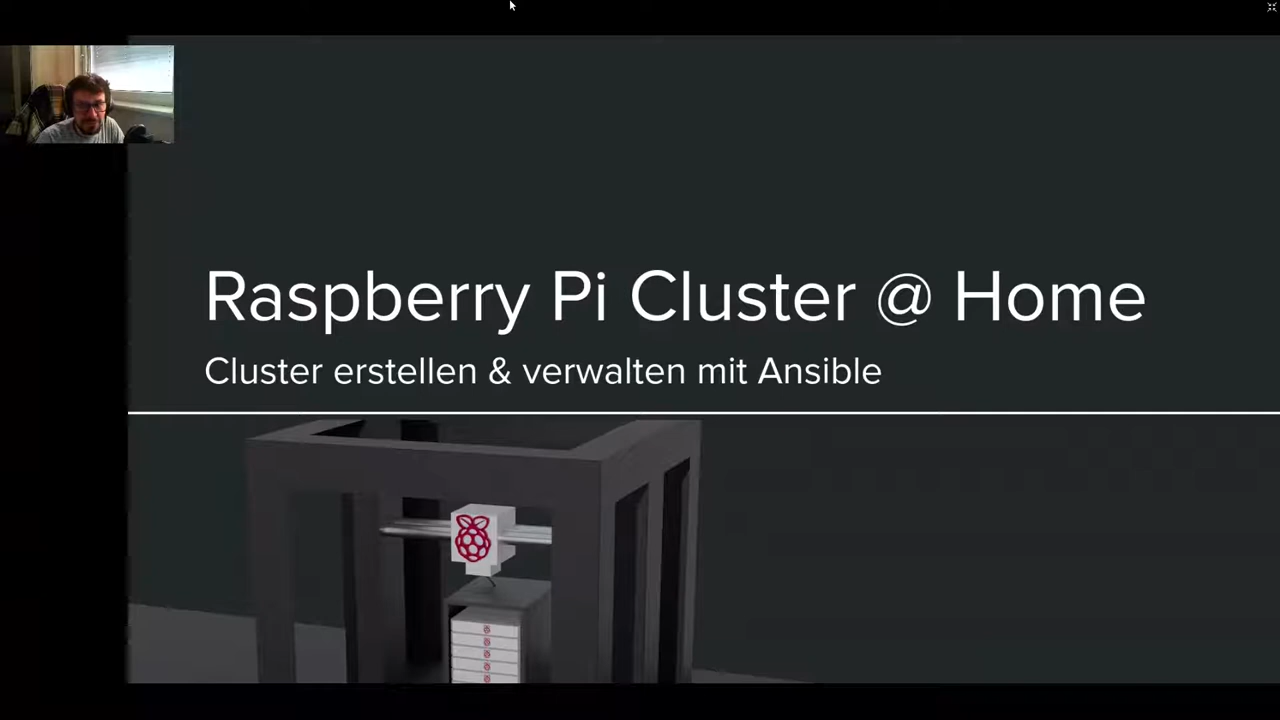 Raspberry Pi Cluster @ Home
Cluster erstellen & verwalten mit Ansible